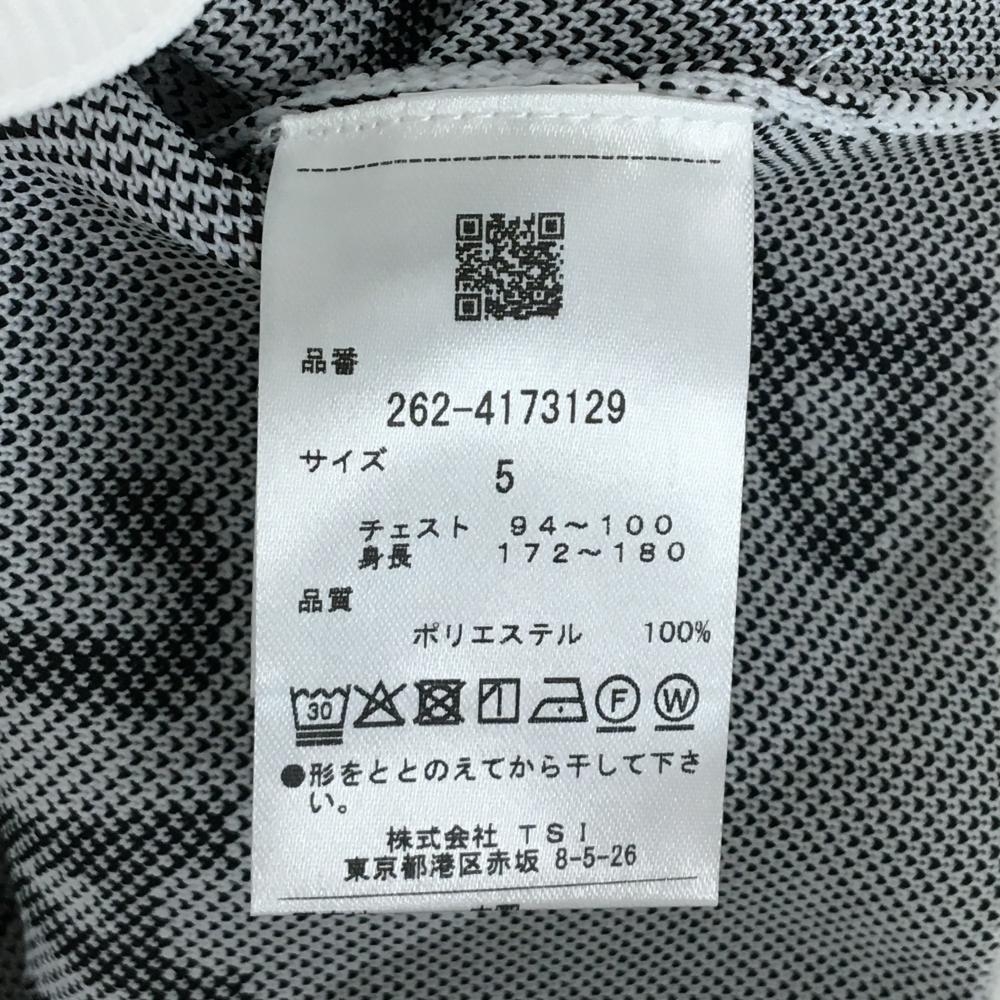 品番
262-4173129
サイズ
5
チェスト 94～100
身長 172～180
品質
ポリエステル 100%
30 1 F W
●形をととのえてから干して下さ
い。
株式会社 TSI
東京都港区赤坂 8-5-26